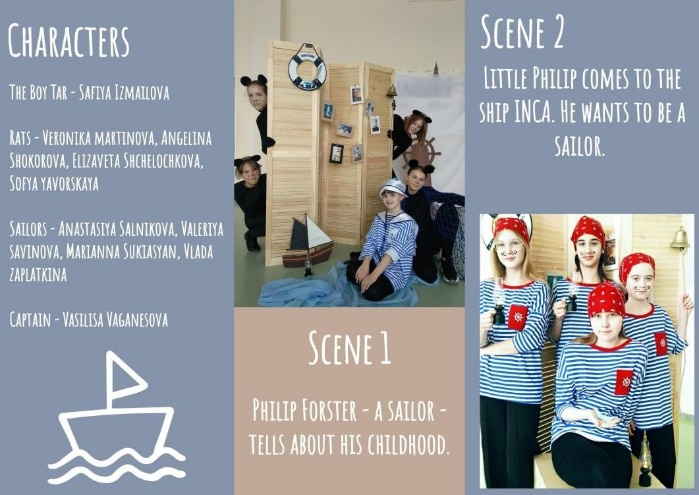 Characters
The Boy Tar - Safiya Izmailova
Rats - Veronika martinova, Angelina
Shokorova, Elizaveta Shchelochkova,
Sofya yavorskaya
Sailors - Anastasiya Salnikova, Valeriya
savinova, Marianna Sukiasyan, Vlada
zaplatkina
Captain - Vasilisa Vaganesova
Scene 1
Philip Forster - a sailor -
tells about his childhood.
Scene 2
Little Philip comes to the
ship INCA. He wants to be a
sailor.